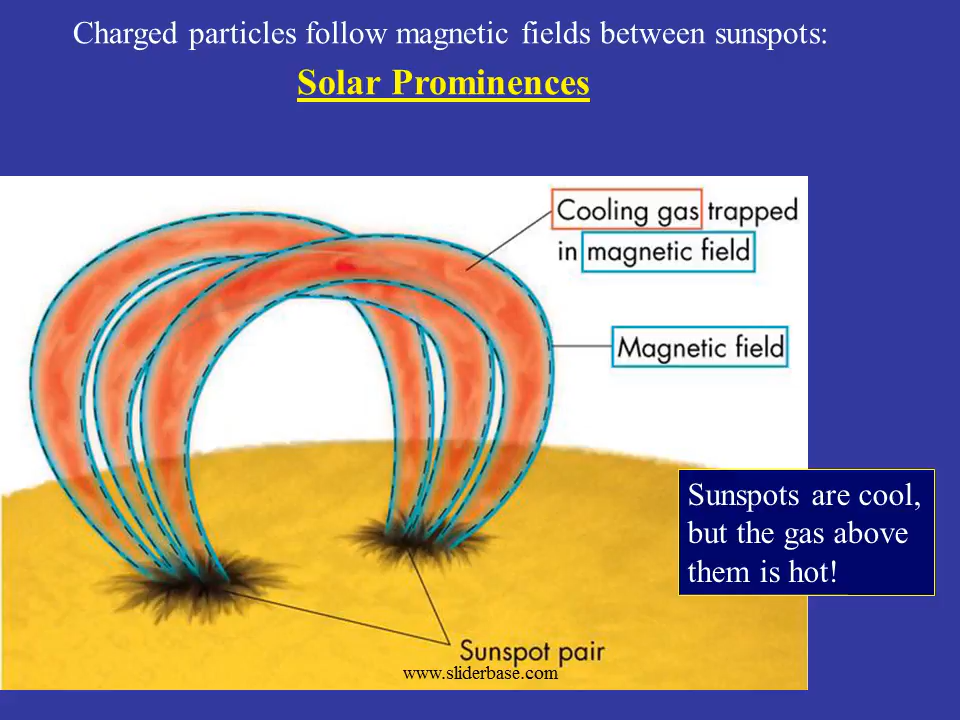 Charged particles follow magnetic fields between sunspots:
Solar Prominences
Cooling gas trapped
in magnetic field
Magnetic field
Sunspots are cool,
but the gas above
them is hot!
Sunspot pair
www.sliderbase.com